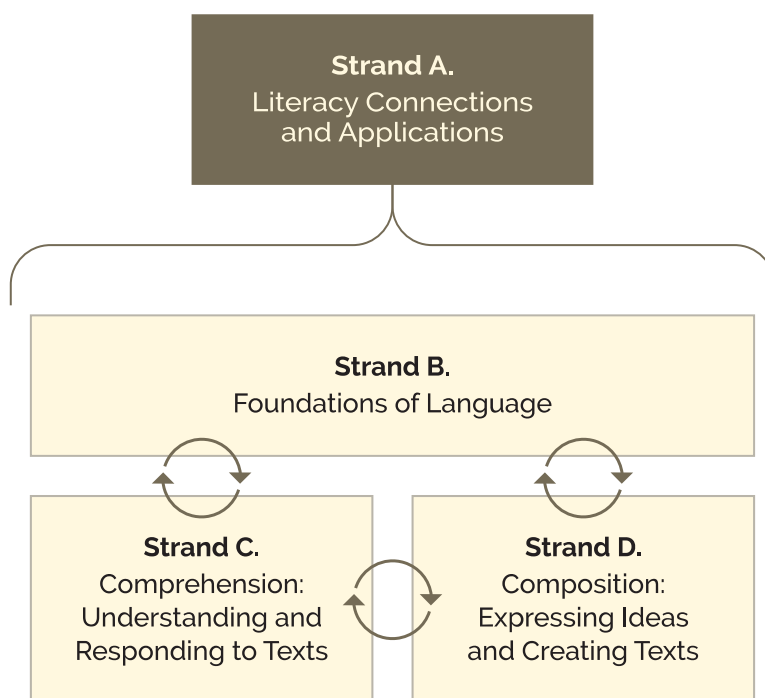 Strand A.
Literacy Connections
and Applications
Strand B.
Foundations of Language
Strand C.
Comprehension:
Understanding and
Responding to Texts
Strand D.
Composition:
Expressing Ideas
and Creating Texts